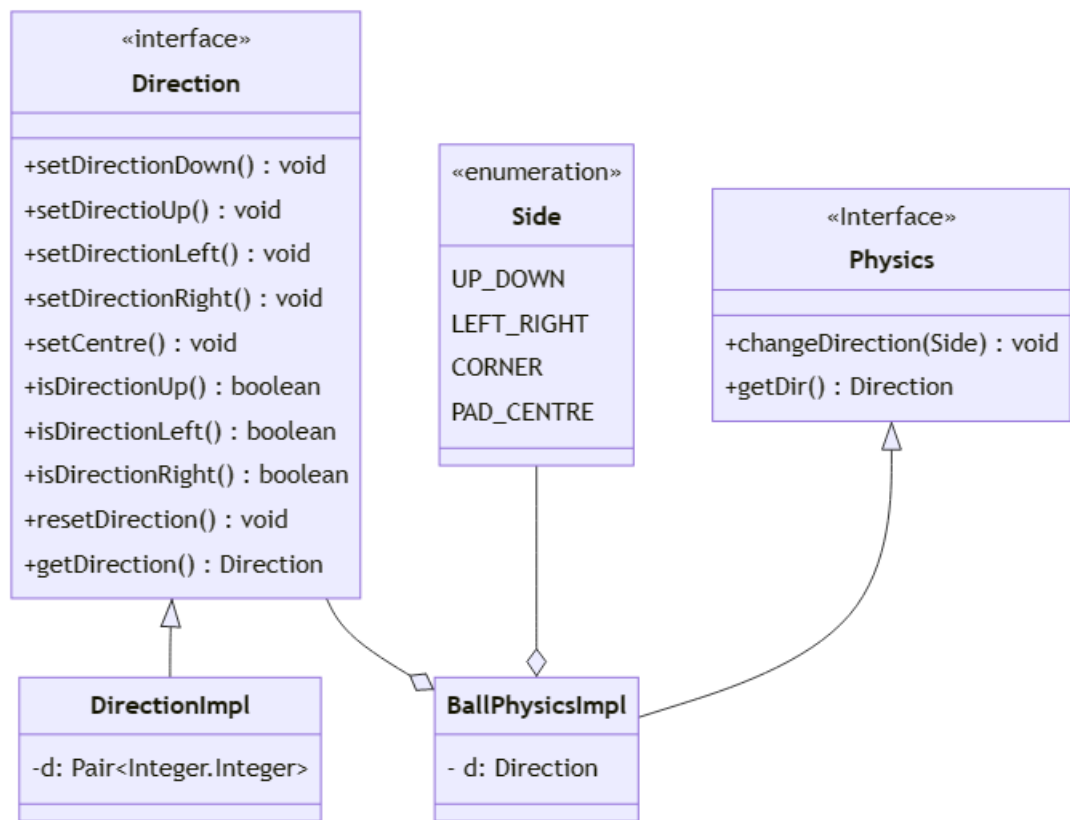 «interface»
Direction
+setDirectionDown() : void
+setDirectioUp() : void
+setDirectionLeft() : void
+setDirectionRight() : void
+setCentre() : void
+isDirectionUp() : boolean
+isDirectionLeft() : boolean
+isDirectionRight() : boolean
+resetDirection() : void
+getDirection() : Direction
«enumeration»
Side
UP_DOWN
LEFT_RIGHT
CORNER
PAD_CENTRE
«Interface»
Physics
+changeDirection(Side) : void
+getDir() : Direction
DirectionImpl
-d: Pair<Integer.Integer>
BallPhysicsImpl
- d: Direction